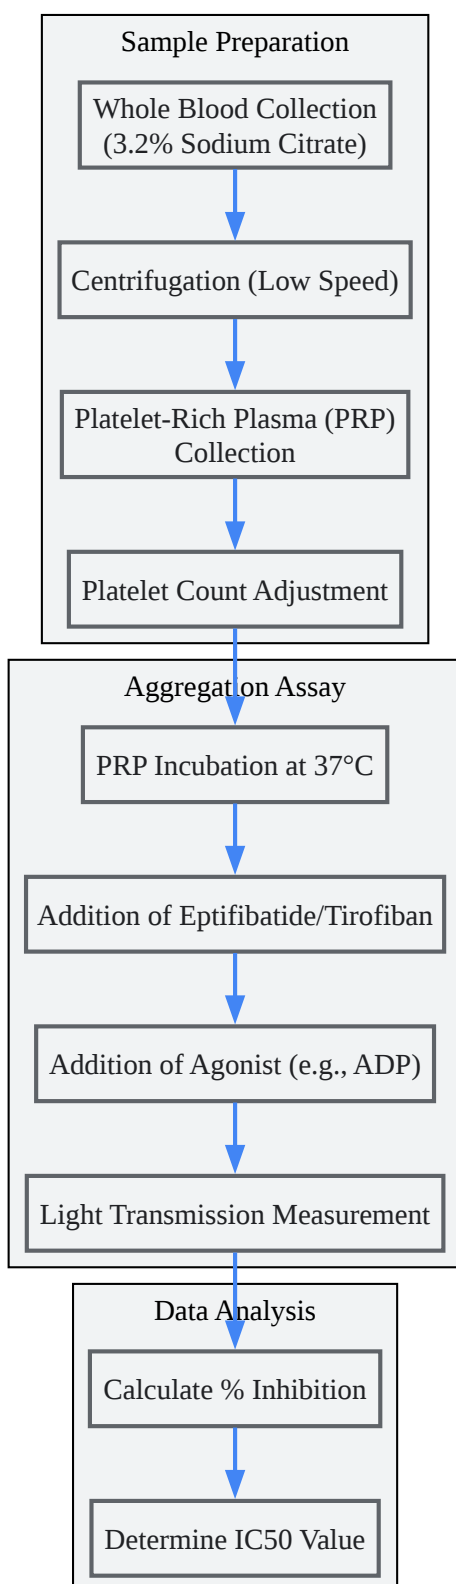 Sample Preparation
Whole Blood Collection
(3.2% Sodium Citrate)
Centrifugation (Low Speed)
Platelet-Rich Plasma (PRP)
Collection
Platelet Count Adjustment
Aggregation Assay
PRP Incubation at 37°C
Addition of Eptifibatide/Tirofiban
Addition of Agonist (e.g., ADP)
Light Transmission Measurement
Data Analysis
Calculate % Inhibition
Determine IC50 Value